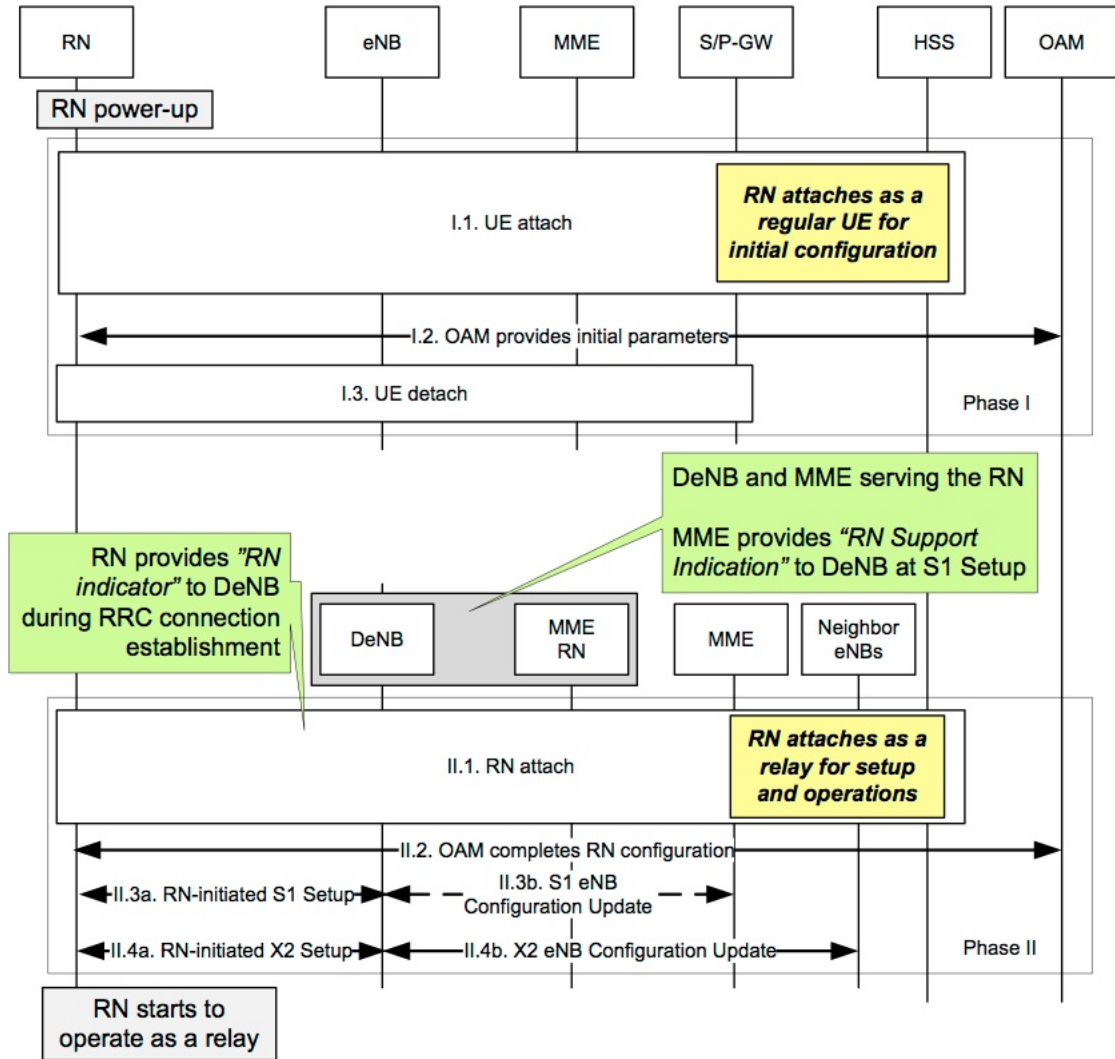 RN
eNB
MME
S/P-GW
HSS
OAM
RN power-up
I.1. UE attach
RN attaches as a
regular UE for
initial configuration
I.2. OAM provides initial parameters
I.3. UE detach
Phase I
DeNB and MME serving the RN
MME provides "RN Support
Indication" to DeNB at S1 Setup
RN provides "RN
indicator" to DeNB
during RRC connection
establishment
DeNB
MME
RN
MME
Neighbor
eNBs
II.1. RN attach
RN attaches as a
relay for setup
and operations
II.2. OAM completes RN configuration
II.3a. RN-initiated S1 Setup
II.3b. S1 eNB
Configuration Update
II.4a. RN-initiated X2 Setup
II.4b. X2 eNB Configuration Update
Phase II
RN starts to
operate as a relay